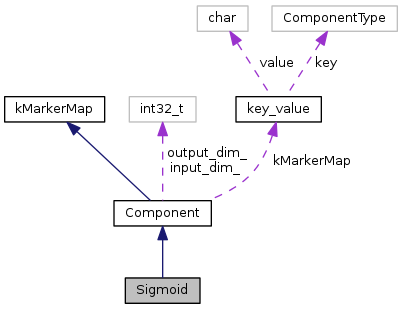 char
ComponentType
value
key
kMarkerMap
int32_t
key_value
output_dim_
input_dim_
kMarkerMap
Component
Sigmoid